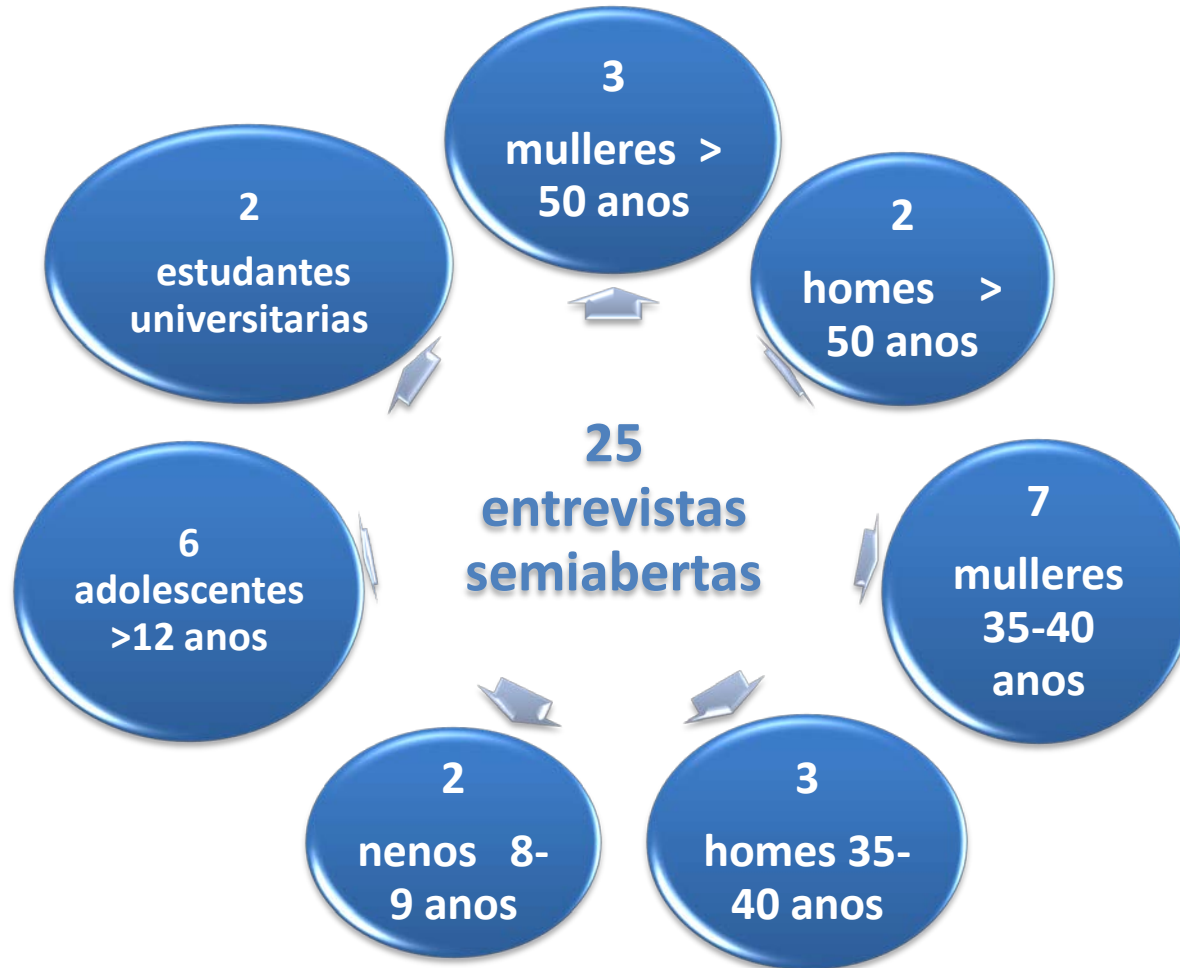 3
mulleres >
50 anos
2
homes >
50 anos
7
mulleres
35-40
anos
3
homes 35-
40 anos
2
nenos 8-
9 anos
6
adolescentes
>12 anos
2
estudantes
universitarias
25
entrevistas
semiabertas